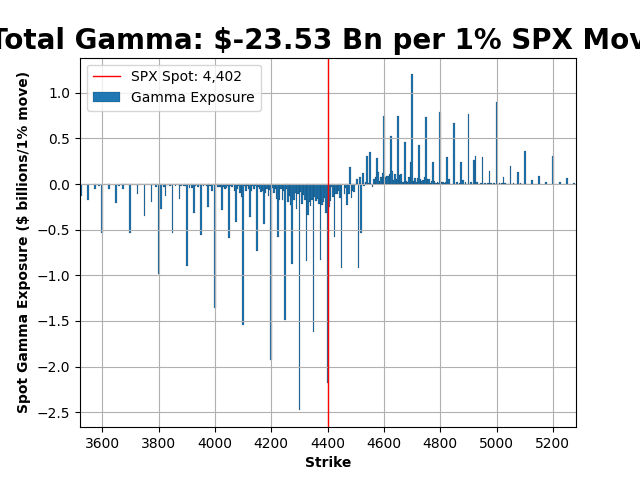 Total Gamma: $-23.53 Bn per 1% SPX Mov
SPX Spot: 4,402
Gamma Exposure
Spot Gamma Exposure ($ billions/1% move)
1.0
0.5
0.0
−0.5
−1.0
−1.5
−2.0
−2.5
3600 3800 4000 4200 4400 4600 4800 5000 5200
Strike